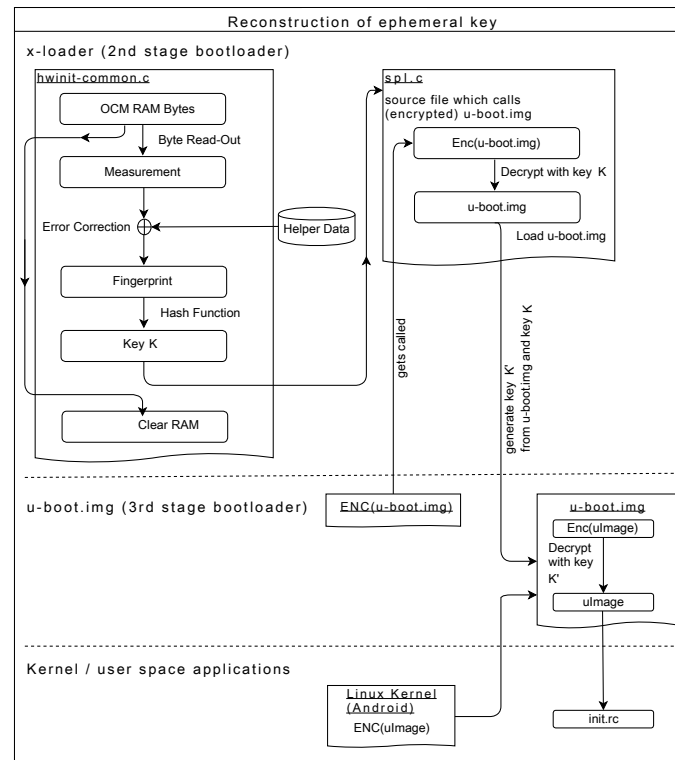 Reconstruction of ephemeral key
x-loader (2nd stage bootloader)
hwinit-common.c
OCM RAM Bytes
Byte Read-Out
Measurement
Error Correction
Helper Data
Fingerprint
Hash Function
Key K
Clear RAM
spl.c
source file which calls
(encrypted) u-boot.img
Enc(u-boot.img)
Decrypt with key K
u-boot.img
Load u-boot.img
gets called
generate key K'
from u-boot.img and key K
u-boot.img (3rd stage bootloader)
ENC(u-boot.img)
u-boot.img
Enc(uImage)
Decrypt
with key
K'
uImage
Kernel / user space applications
Linux Kernel
(Android)
ENC(uImage)
init.rc